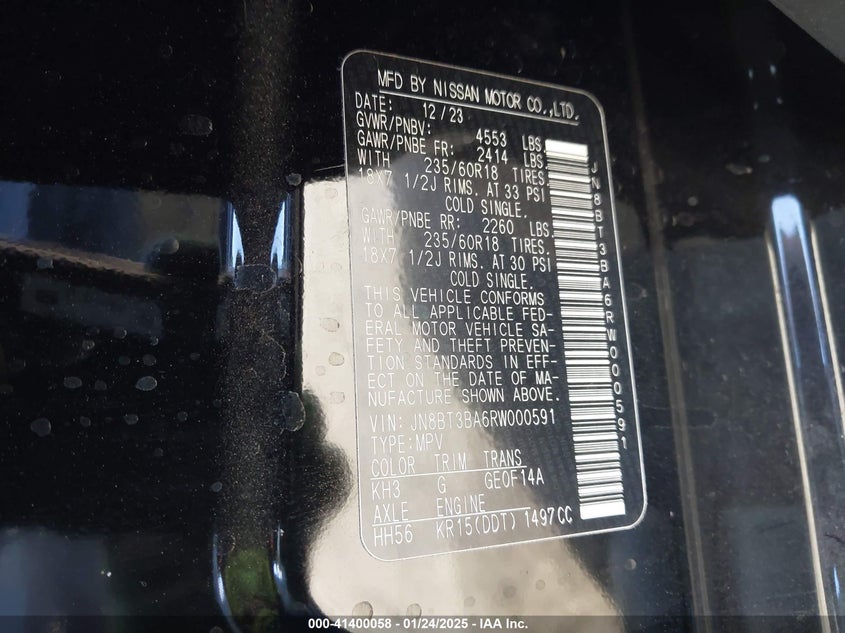 MFD BY NISSAN MOTOR CO.,LTD.
DATE: 12/23
GVWR/PNBV: 4553 LBS
GAWR/PNBE FR: 2414 LBS
WITH 235/60R18 TIRES.
18X7 1/2J RIMS. AT 33 PSI
COLD SINGLE.
GAWR/PNBE RR: 2260 LBS
WITH 235/60R18 TIRES.
18X7 1/2J RIMS. AT 30 PSI
COLD SINGLE.
THIS VEHICLE CONFORMS
TO ALL APPLICABLE FED-
ERAL MOTOR VEHICLE SA-
FETY AND THEFT PREVEN-
TION STANDARDS IN EFF-
ECT ON THE DATE OF MA-
NUFACTURE SHOWN ABOVE.
VIN: JN8BT3BA6RW000591
TYPE:MPV
COLOR TRIM TRANS
KH3 G GE0F14A
AXLE ENGINE
HH56 KR15(DDT) 1497CC
JN8BT3BA6RW000591
000-41400058 - 01/24/2025 - IAA Inc.